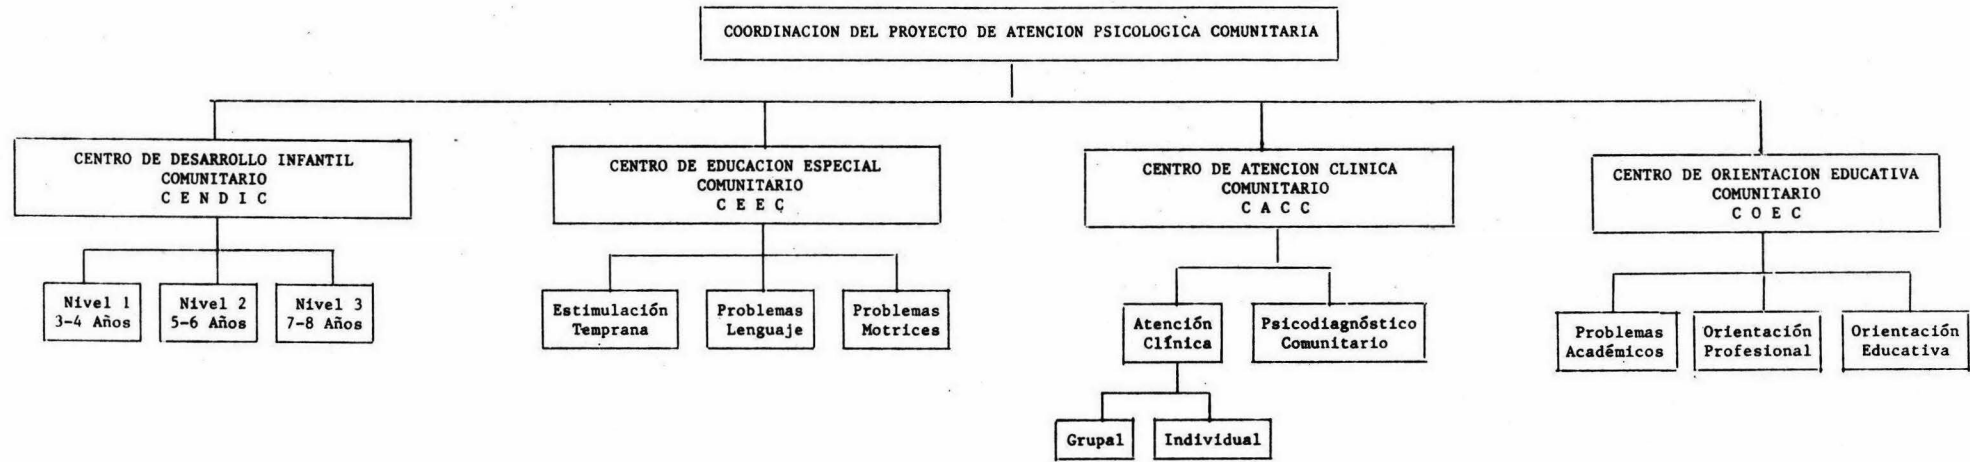 COORDINACION DEL PROYECTO DE ATENCION PSICOLOGICA COMUNITARIA
CENTRO DE DESARROLLO INFANTIL
COMUNITARIO
C E N D I C
CENTRO DE EDUCACION ESPECIAL
COMUNITARIO
C E E C
CENTRO DE ATENCION CLINICA
COMUNITARIO
C A C C
CENTRO DE ORIENTACION EDUCATIVA
COMUNITARIO
C O E C
Nivel 1
3-4 Años
Nivel 2
5-6 Años
Nivel 3
7-8 Años
Estimulación
Temprana
Problemas
Lenguaje
Problemas
Motrices
Atención
Clínica
Psicodiagnóstico
Comunitario
Problemas
Académicos
Orientación
Profesional
Orientación
Educativa
Grupal
Individual